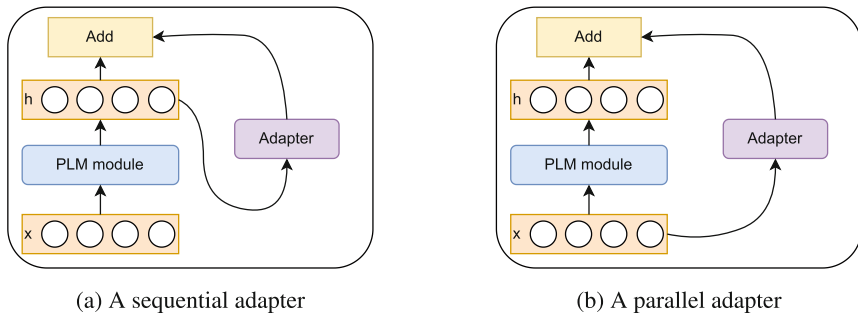 Add
h
Adapter
PLM module
x
(a) A sequential adapter
Add
h
Adapter
PLM module
x
(b) A parallel adapter